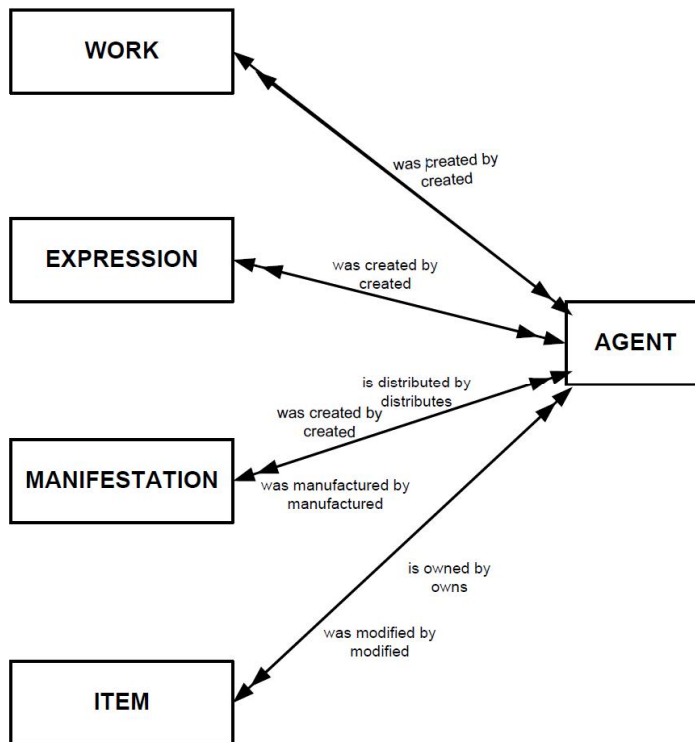 WORK
was created by
created
EXPRESSION
was created by
created
AGENT
is distributed by
distributes
was created by
created
MANIFESTATION
was manufactured by
manufactured
is owned by
owns
was modified by
modified
ITEM